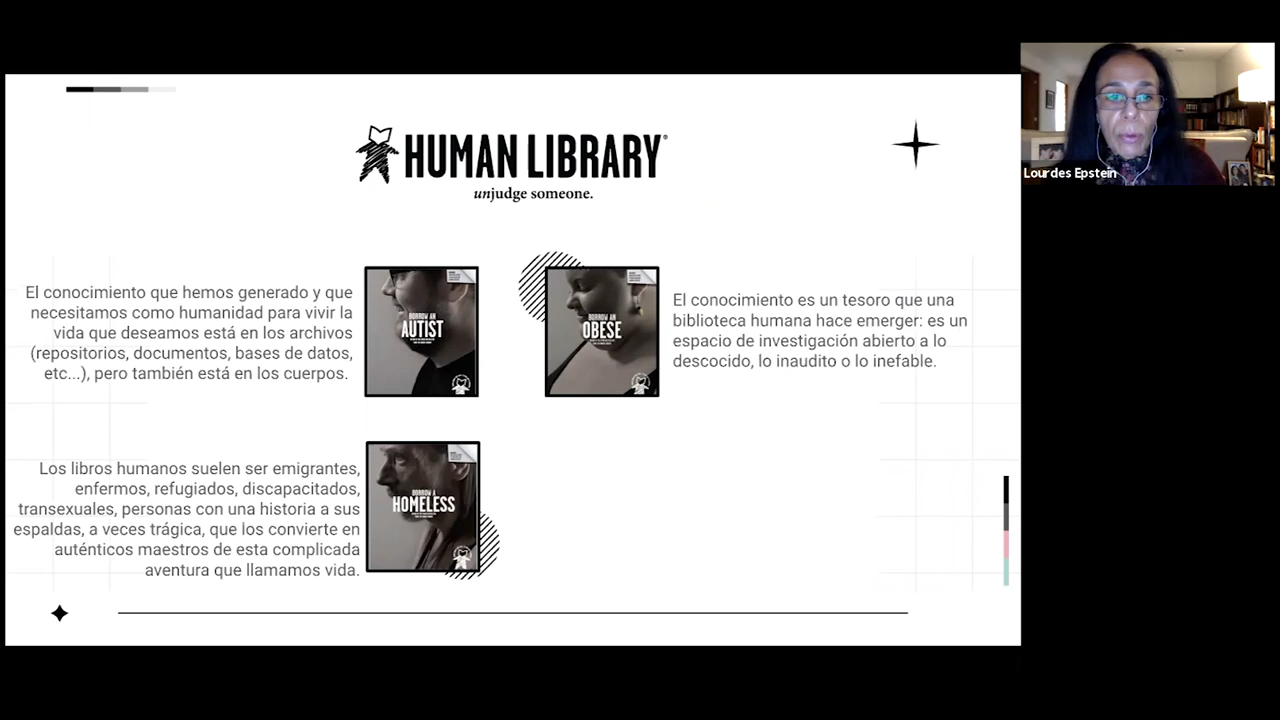 HUMAN LIBRARY
unjudge someone.
El conocimiento que hemos generado y que
necesitamos como humanidad para vivir la
vida que deseamos está en los archivos
(repositorios, documentos, bases de datos,
etc...), pero también está en los cuerpos.
BORROW AN
AUTIST
BORROW AN
OBESE
El conocimiento es un tesoro que una
biblioteca humana hace emerger: es un
espacio de investigación abierto a lo
descocido, lo inaudito o lo inefable.
Los libros humanos suelen ser emigrantes,
enfermos, refugiados, discapacitados,
transexuales, personas con una historia a sus
espaldas, a veces trágica, que los convierte en
auténticos maestros de esta complicada
aventura que llamamos vida.
BORROW A
HOMELESS
Lourdes Epstein